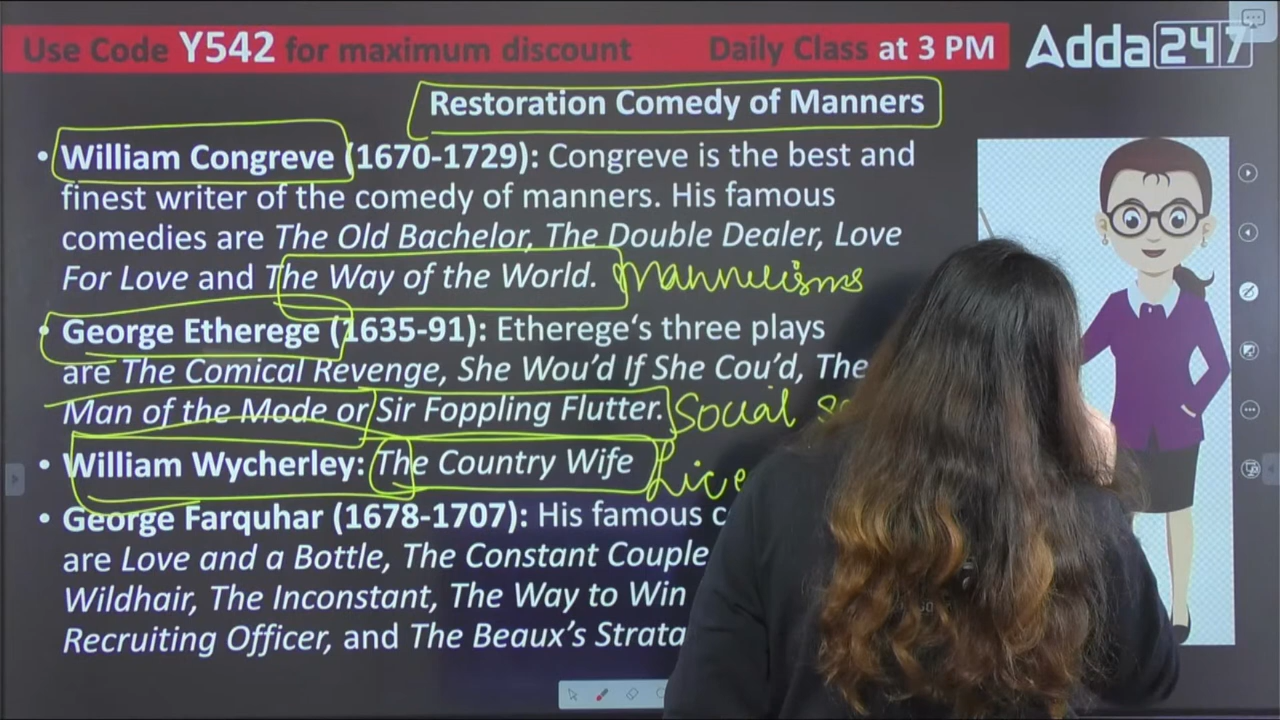 Use Code Y542 for maximum discount Daily Class at 3 PM Adda247
Restoration Comedy of Manners
• William Congreve (1670-1729): Congreve is the best and
finest writer of the comedy of manners. His famous
comedies are The Old Bachelor, The Double Dealer, Love
For Love and The Way of the World. Mannerisms
• George Etherege (1635-91): Etherege‘s three plays
are The Comical Revenge, She Wou’d If She Cou’d, The
Man of the Mode or Sir Foppling Flutter. Social
• William Wycherley: The Country Wife
• George Farquhar (1678-1707): His famous
are Love and a Bottle, The Constant Couple
Wildhair, The Inconstant, The Way to Win
Recruiting Officer, and The Beaux’s